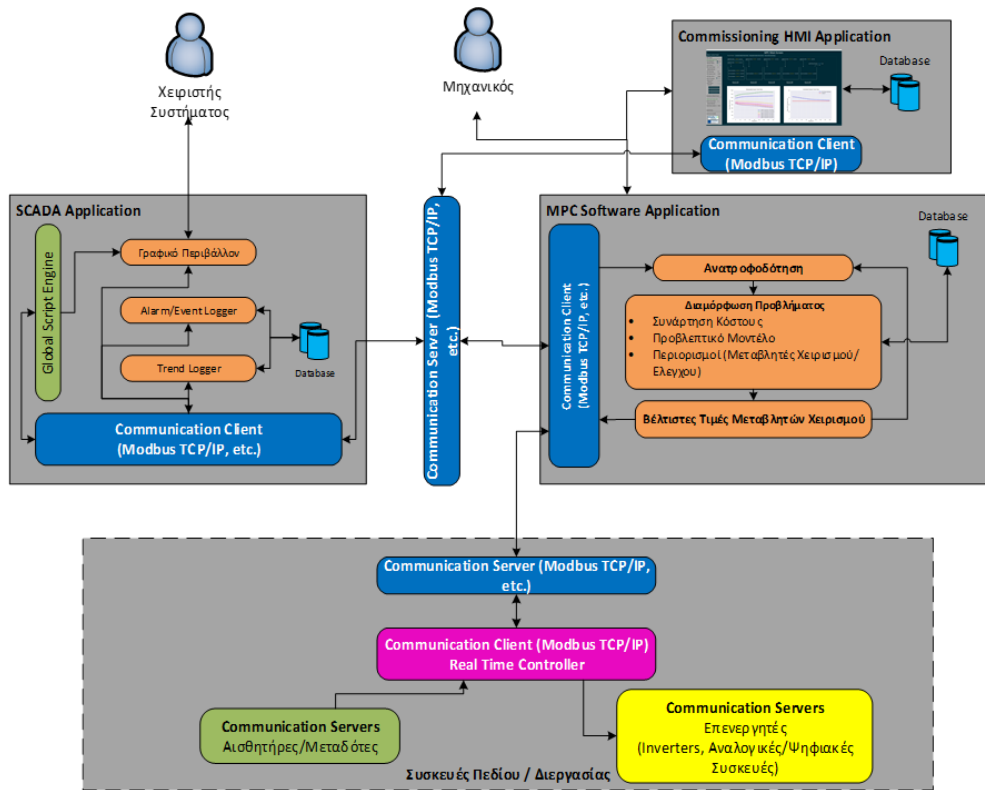 Χειριστής
Συστήματος
Μηχανικός
Commissioning HMI Application
Database
Communication Client
(Modbus TCP/IP)
SCADA Application
Global Script Engine
Γραφικό Περιβάλλον
Alarm/Event Logger
Trend Logger
Database
Communication Client
(Modbus TCP/IP, etc.)
Communication Server (Modbus TCP/IP,
etc.)
MPC Software Application
Database
Communication Client
(Modbus TCP/IP, etc.)
Ανατροφοδότηση
Διαμόρφωση Προβλήματος
• Συνάρτηση Κόστους
• Προβλεπτικό Μοντέλο
• Περιορισμοί (Μεταβλητές Χειρισμού/
Ελεγχου)
Βέλτιστες Τιμές Μεταβλητών Χειρισμού
Communication Server (Modbus TCP/IP,
etc.)
Communication Client (Modbus TCP/IP)
Real Time Controller
Communication Servers
Αισθητήρες/Μεταδότες
Communication Servers
Επενεργητές
(Inverters, Αναλογικές/Ψηφιακές
Συσκευές)
Συσκευές Πεδίου / Διεργασίας